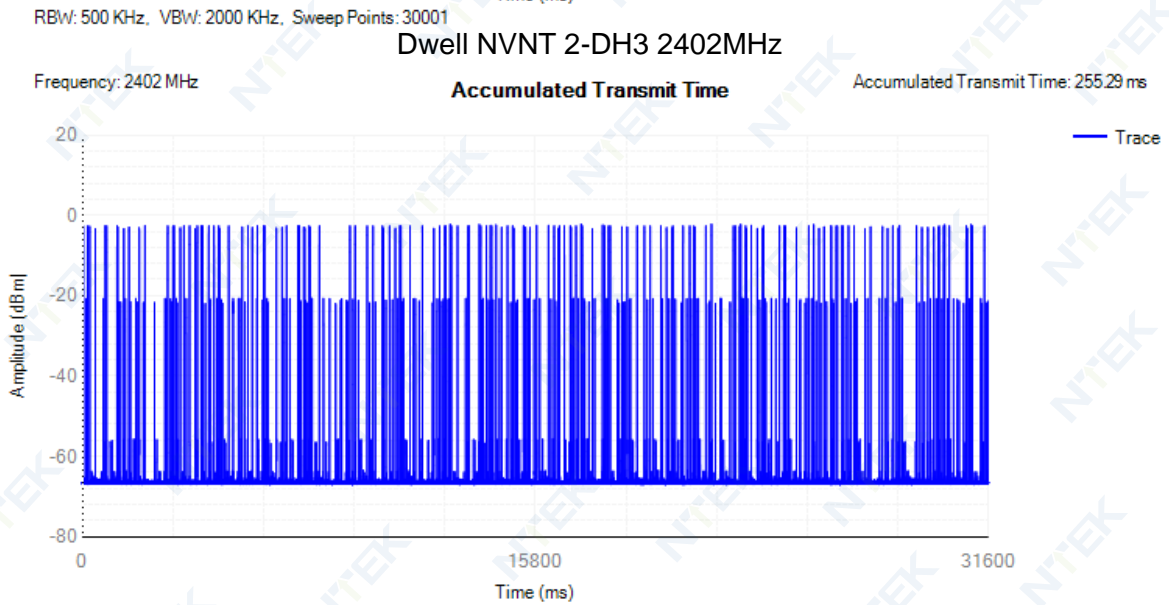 RBW: 500 KHz, VBW: 2000 KHz, Sweep Points: 30001
Dwell NVNT 2-DH3 2402MHz
Frequency: 2402 MHz
Accumulated Transmit Time
Accumulated Transmit Time: 255.29 ms
Trace
20
0
-20
-40
-60
-80
Amplitude (dBm)
0
15800
31600
Time (ms)
NTEK